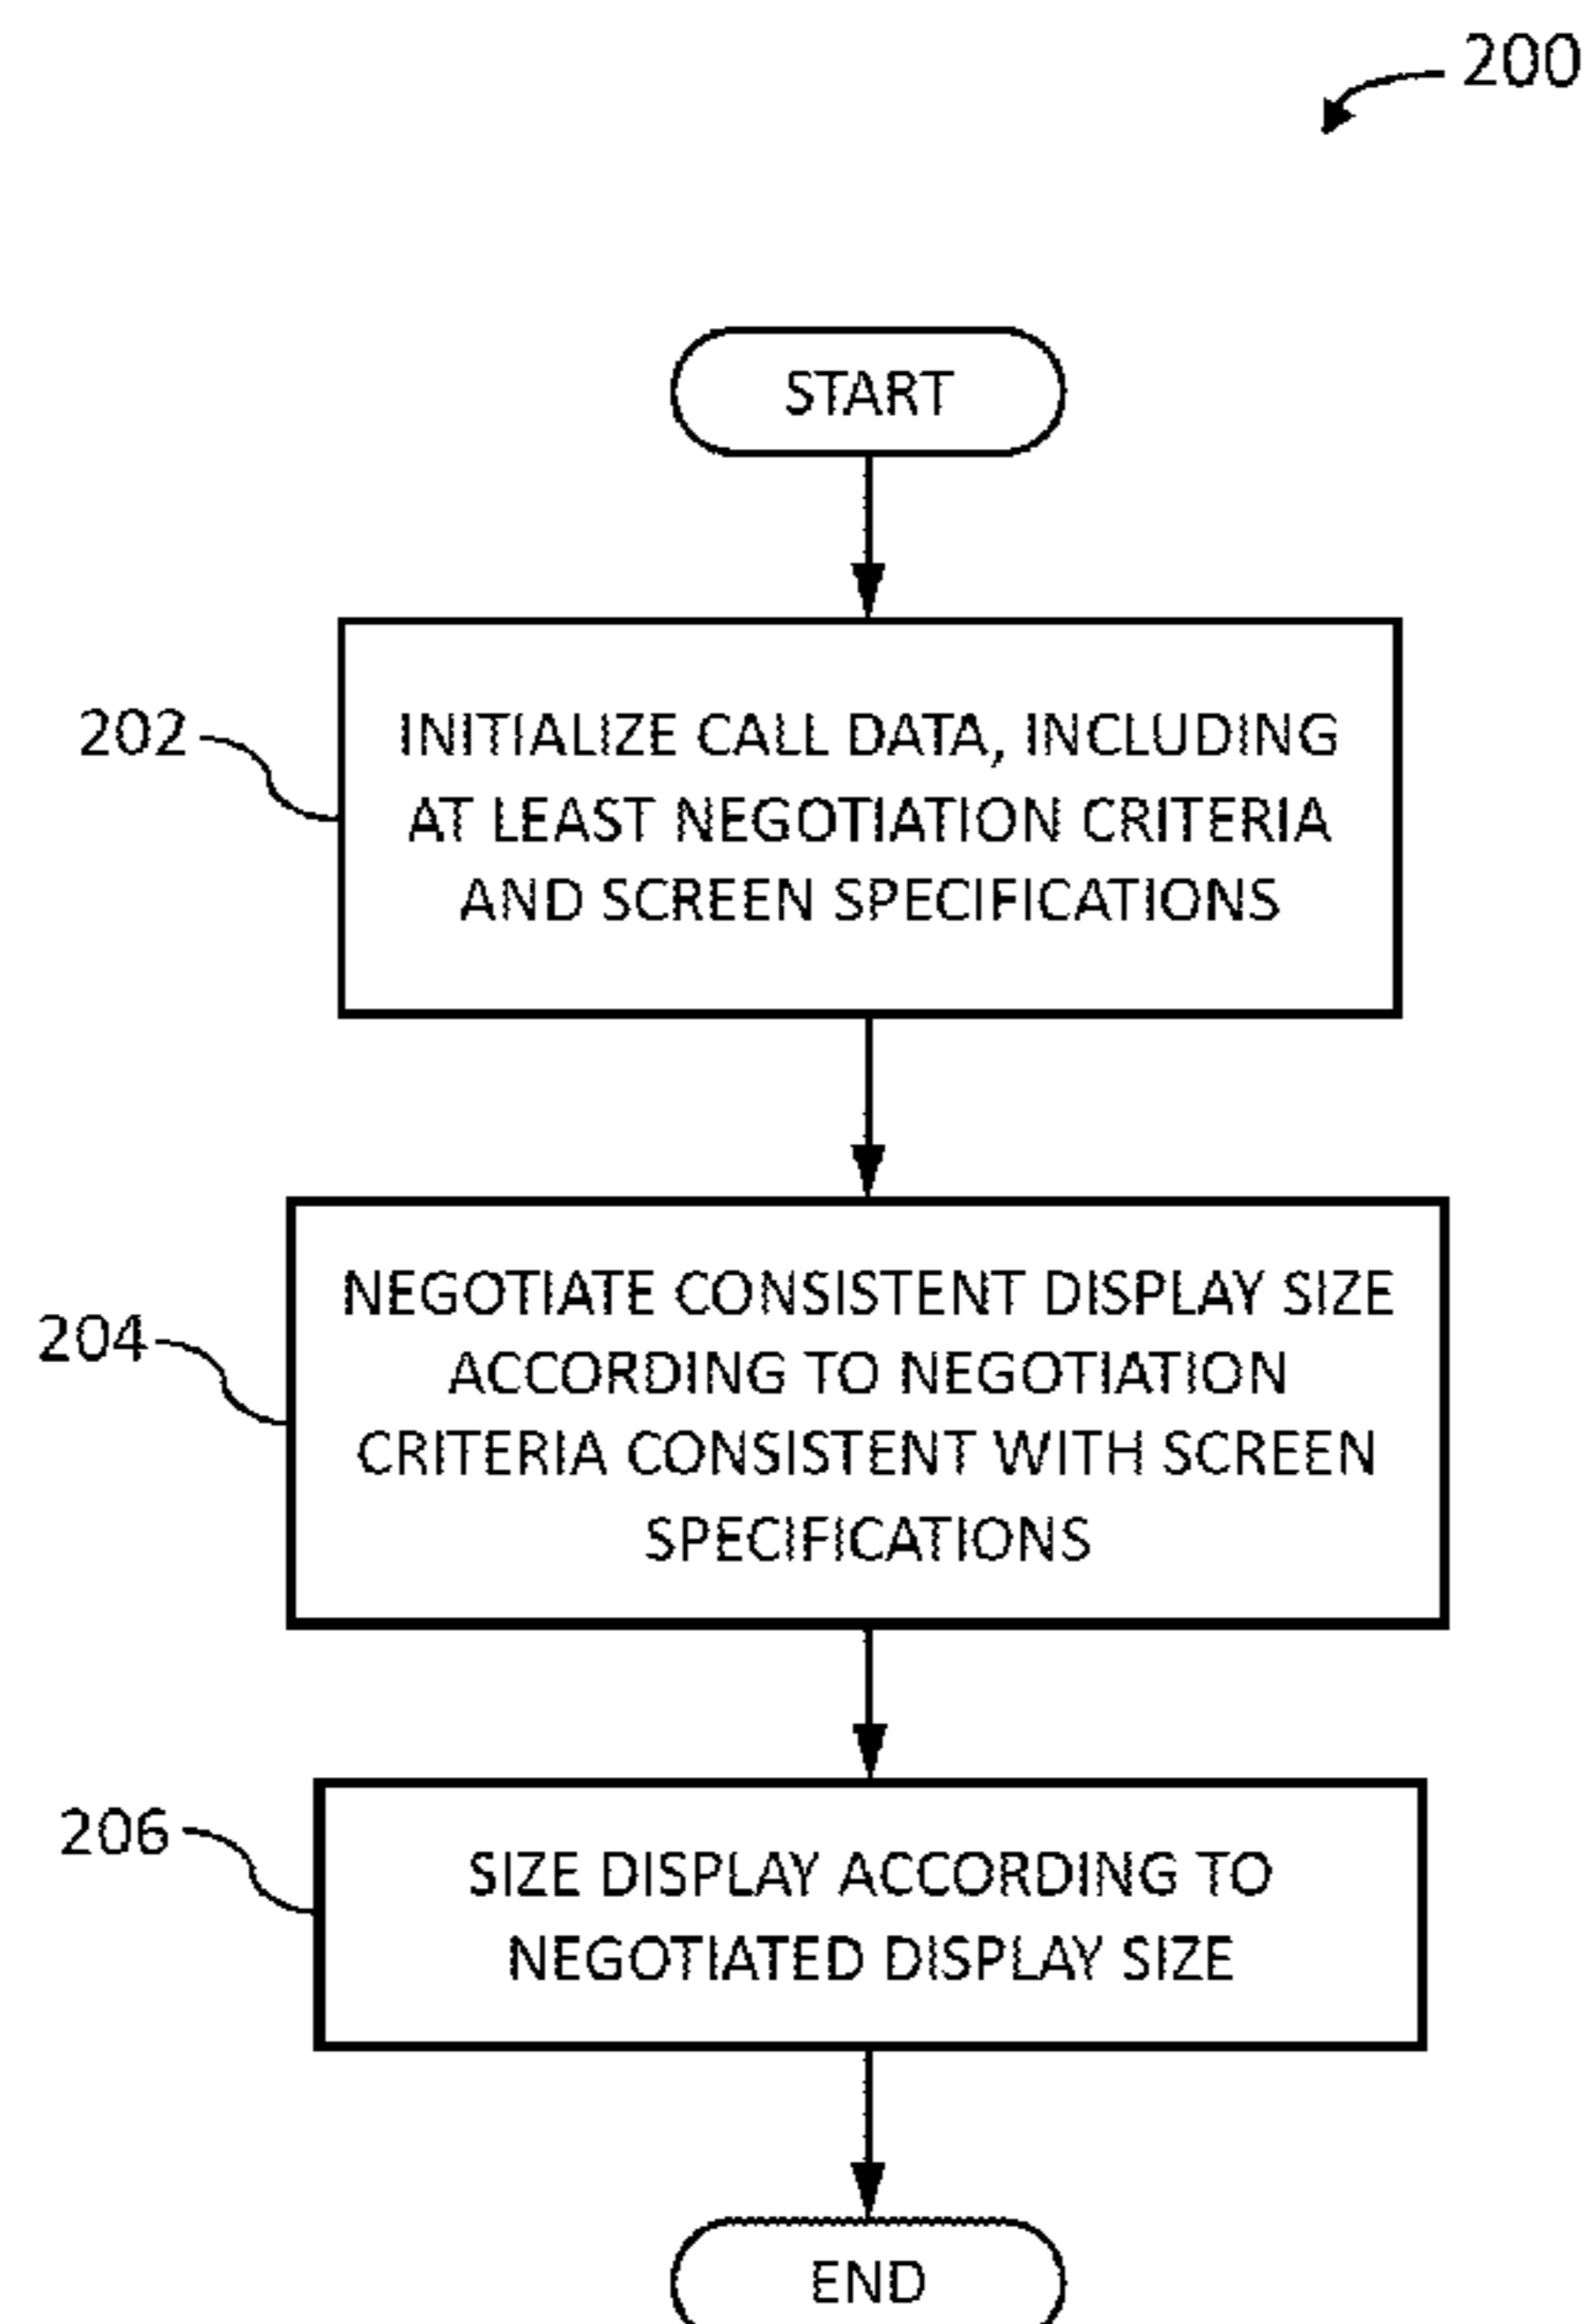 200
START
202
INITIALIZE CALL DATA, INCLUDING
AT LEAST NEGOTIATION CRITERIA
AND SCREEN SPECIFICATIONS
204
NEGOTIATE CONSISTENT DISPLAY SIZE
ACCORDING TO NEGOTIATION
CRITERIA CONSISTENT WITH SCREEN
SPECIFICATIONS
206
SIZE DISPLAY ACCORDING TO
NEGOTIATED DISPLAY SIZE
END